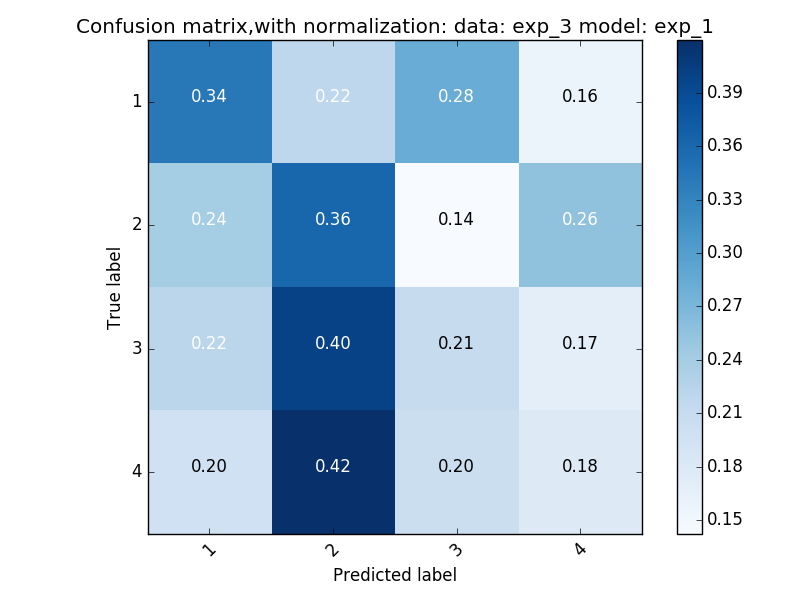 Confusion matrix,with normalization: data: exp_3 model: exp_1
True label
1 0.34 0.22 0.28 0.16
2 0.24 0.36 0.14 0.26
3 0.22 0.40 0.21 0.17
4 0.20 0.42 0.20 0.18
1 2 3 4
Predicted label
0.39
0.36
0.33
0.30
0.27
0.24
0.21
0.18
0.15